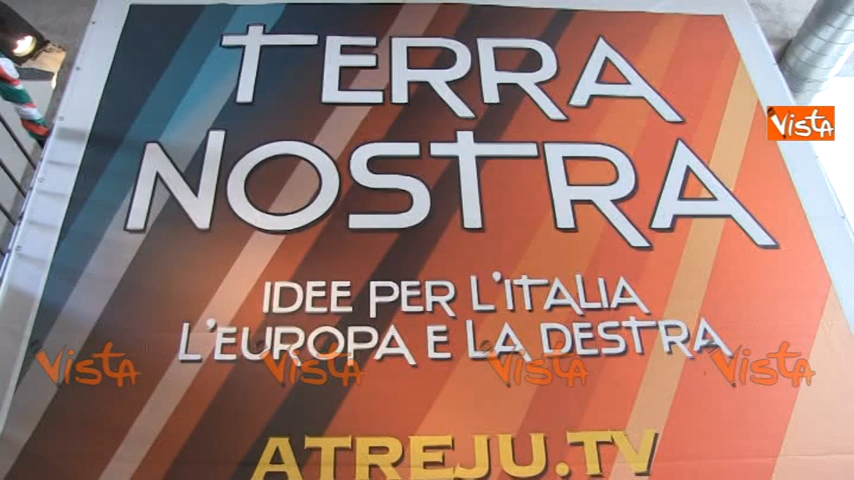 TERRA
NOSTRA
Vista
IDEE PER L'ITALIA
L'EUROPA E LA DESTRA
Vista Vista Vista Vista
ATREJU.TV